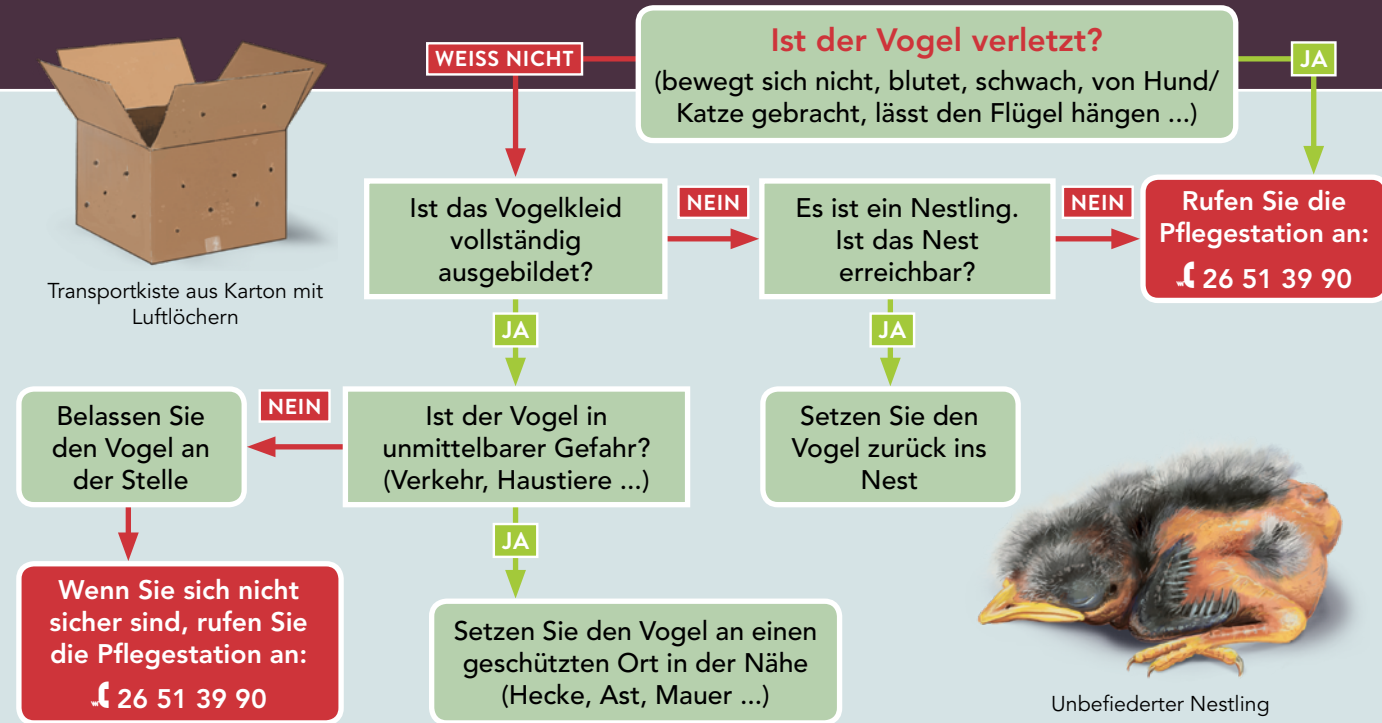 Ist der Vogel verletzt?
(bewegt sich nicht, blutet, schwach, von Hund/
Katze gebracht, lässt den Flügel hängen ...)
WEISS NICHT
JA
Transportkiste aus Karton mit
Luftlöchern
Ist das Vogelkleid
vollständig
ausgebildet?
NEIN
Es ist ein Nestling.
Ist das Nest
erreichbar?
NEIN
Rufen Sie die
Pflegestation an:
26 51 39 90
JA
JA
Belassen Sie
den Vogel an
der Stelle
NEIN
Ist der Vogel in
unmittelbarer Gefahr?
(Verkehr, Haustiere ...)
Setzen Sie den
Vogel zurück ins
Nest
JA
Wenn Sie sich nicht
sicher sind, rufen Sie
die Pflegestation an:
26 51 39 90
Setzen Sie den Vogel an einen
geschützten Ort in der Nähe
(Hecke, Ast, Mauer ...)
Unbefiederter Nestling